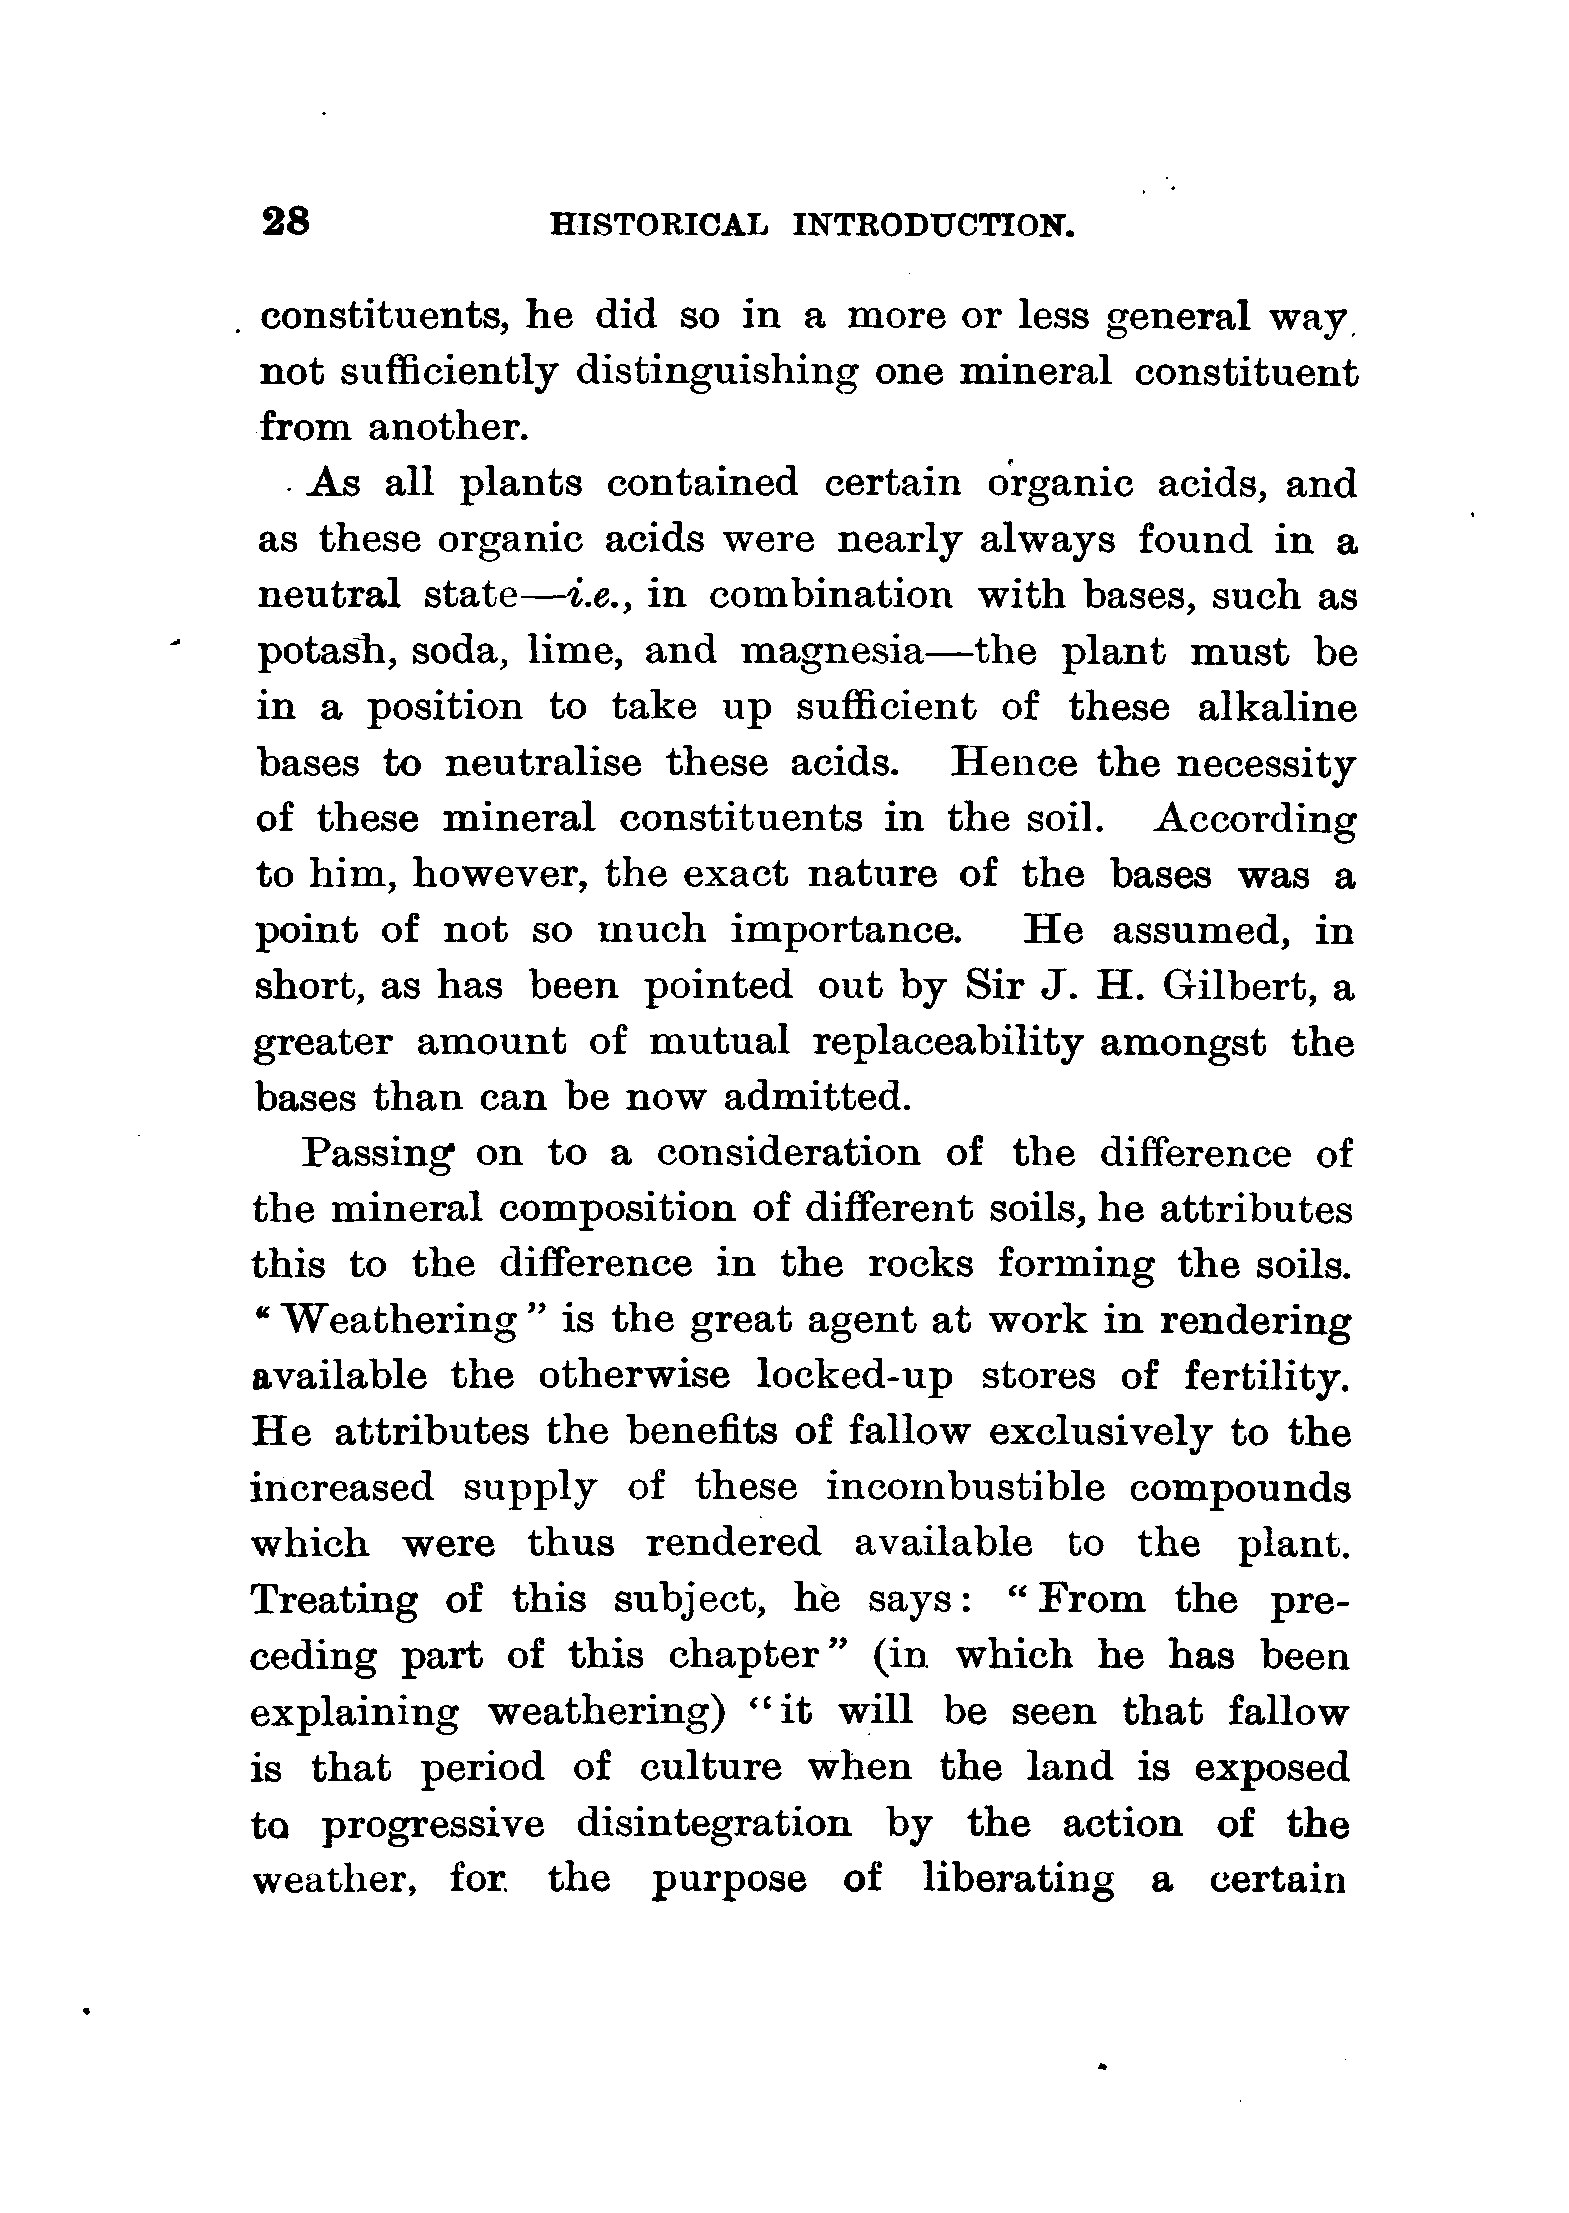 28 HISTORICAL INTRODUCTION.
constituents, he did so in a more or less general way.
not sufficiently distinguishing one mineral constituent
from another.
As all plants contained certain organic acids, and
as these organic acids were nearly always found in a
neutral state—i.e., in combination with bases, such as
potash, soda, lime, and magnesia—the plant must be
in a position to take up sufficient of these alkaline
bases to neutralise these acids. Hence the necessity
of these mineral constituents in the soil. According
to him, however, the exact nature of the bases was a
point of not so much importance. He assumed, in
short, as has been pointed out by Sir J. H. Gilbert, a
greater amount of mutual replaceability amongst the
bases than can be now admitted.
Passing on to a consideration of the difference of
the mineral composition of different soils, he attributes
this to the difference in the rocks forming the soils.
“Weathering” is the great agent at work in rendering
available the otherwise locked-up stores of fertility.
He attributes the benefits of fallow exclusively to the
increased supply of these incombustible compounds
which were thus rendered available to the plant.
Treating of this subject, he says: “From the pre-
ceding part of this chapter” (in which he has been
explaining weathering) “it will be seen that fallow
is that period of culture when the land is exposed
to progressive disintegration by the action of the
weather, for the purpose of liberating a certain